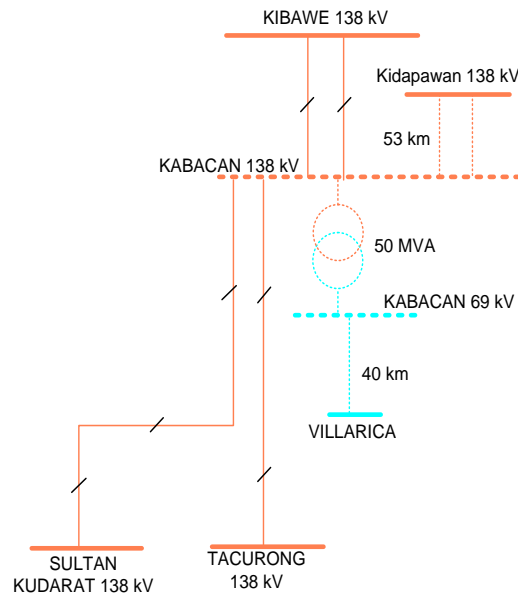 KIBAWE 138 kV
Kidapawan 138 kV
53 km
KABACAN 138 kV
50 MVA
KABACAN 69 kV
40 km
VILLARICA
SULTAN
KUDARAT 138 kV
TACURONG
138 kV